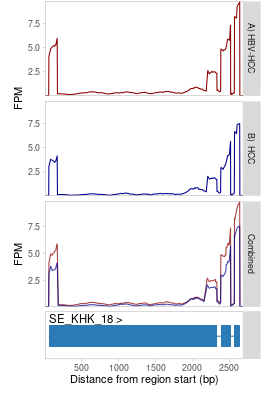 7.5
5.0
2.5
FPM
A) HBV-HCC
7.5
5.0
2.5
FPM
B) HCC
7.5
5.0
2.5
FPM
Combined
SE_KHK_18 >
500 1000 1500 2000 2500
Distance from region start (bp)